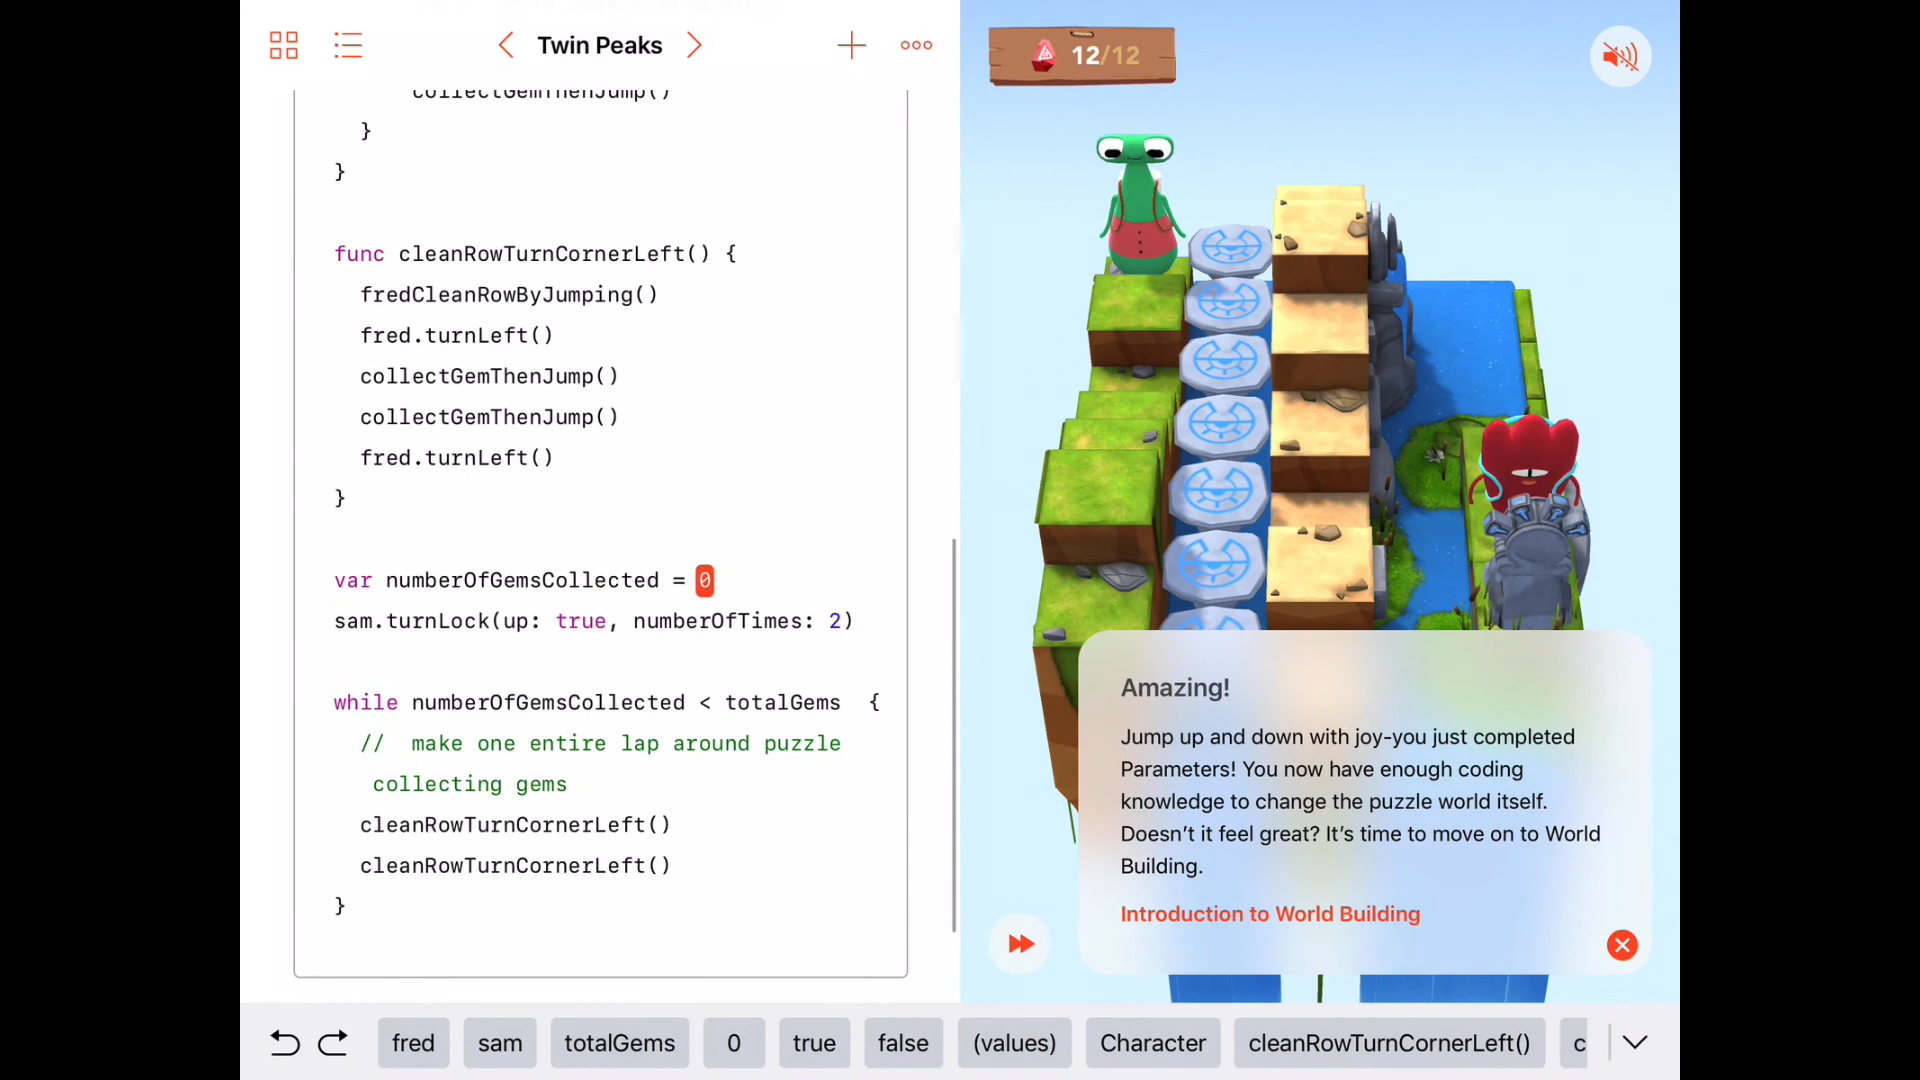 Twin Peaks
collectGemThenJump()
}
}
func cleanRowTurnCornerLeft() {
fredCleanRowByJumping()
fred.turnLeft()
collectGemThenJump()
collectGemThenJump()
fred.turnLeft()
}
var numberOfGemsCollected = 0
sam.turnLock(up: true, numberOfTimes: 2)
while numberOfGemsCollected < totalGems {
// make one entire lap around puzzle
collecting gems
cleanRowTurnCornerLeft()
cleanRowTurnCornerLeft()
}
12/12
Amazing!
Jump up and down with joy-you just completed
Parameters! You now have enough coding
knowledge to change the puzzle world itself.
Doesn't it feel great? It's time to move on to World
Building.
Introduction to World Building
fred sam totalGems 0 true false (values) Character cleanRowTurnCornerLeft() c